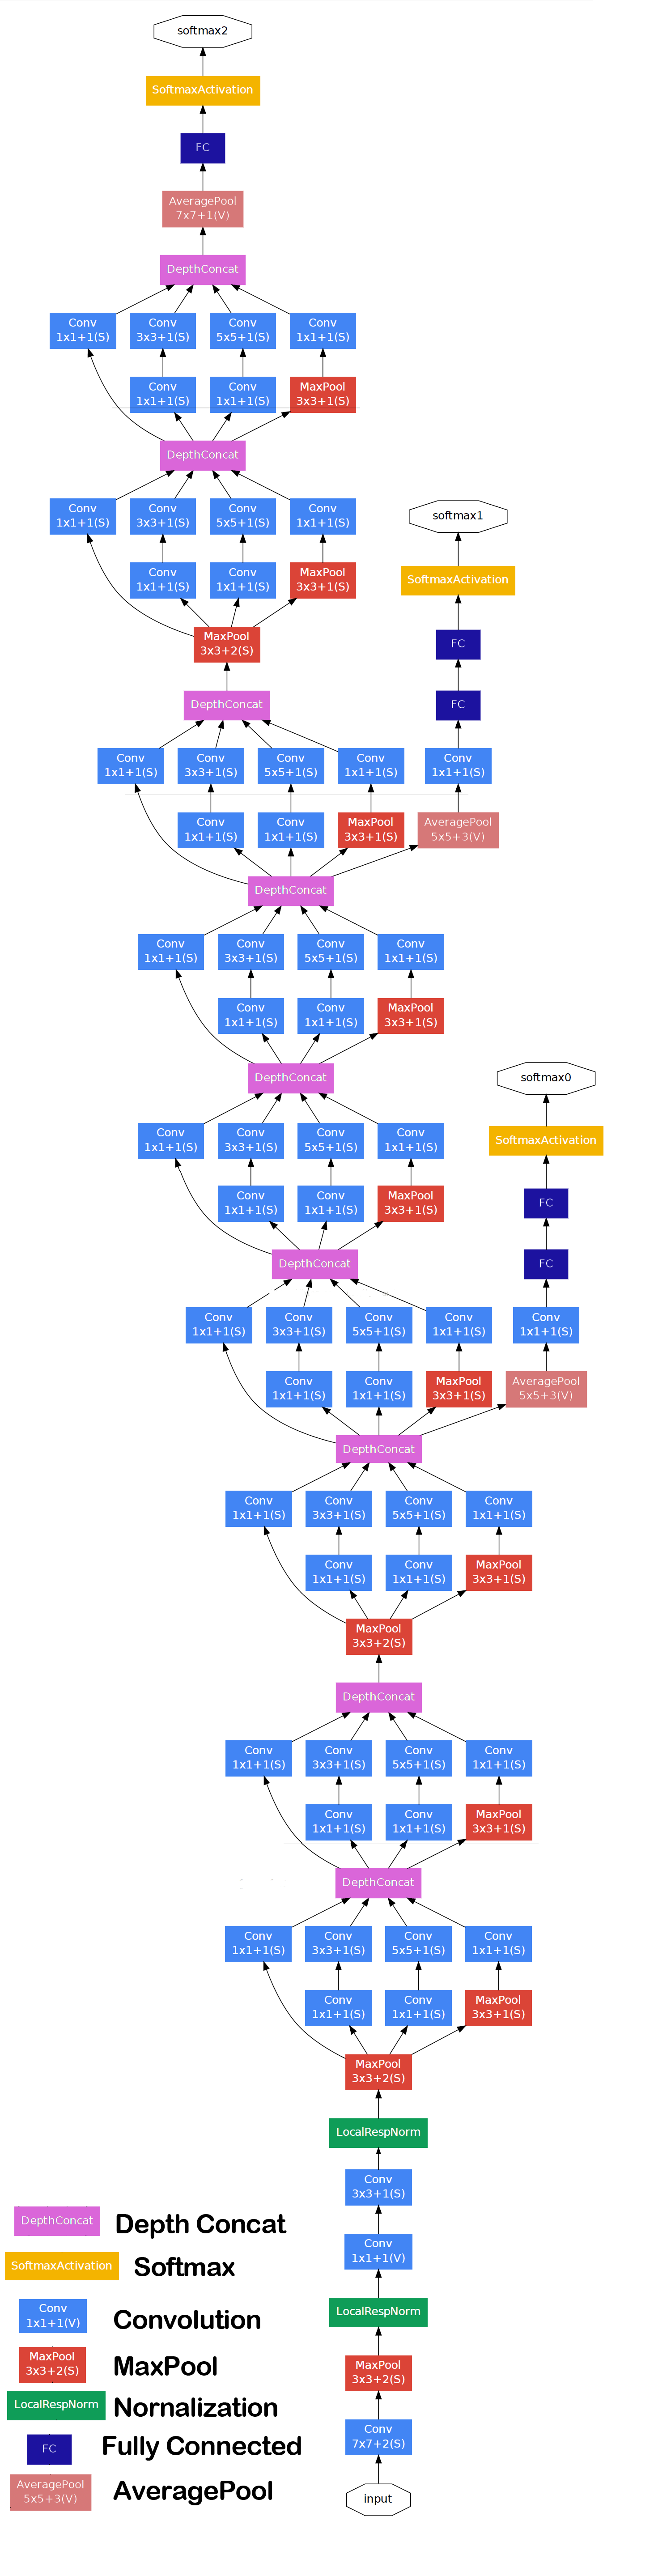 softmax2
SoftmaxActivation
FC
AveragePool
7x7+1(V)
DepthConcat
Conv
1x1+1(S)
Conv
3x3+1(S)
Conv
5x5+1(S)
Conv
1x1+1(S)
Conv
1x1+1(S)
Conv
1x1+1(S)
MaxPool
3x3+1(S)
DepthConcat
Conv
1x1+1(S)
Conv
3x3+1(S)
Conv
5x5+1(S)
Conv
1x1+1(S)
softmax1
Conv
1x1+1(S)
Conv
1x1+1(S)
MaxPool
3x3+1(S)
SoftmaxActivation
MaxPool
3x3+2(S)
FC
DepthConcat
FC
Conv
1x1+1(S)
Conv
3x3+1(S)
Conv
5x5+1(S)
Conv
1x1+1(S)
Conv
1x1+1(S)
Conv
1x1+1(S)
Conv
1x1+1(S)
MaxPool
3x3+1(S)
AveragePool
5x5+3(V)
DepthConcat
Conv
1x1+1(S)
Conv
3x3+1(S)
Conv
5x5+1(S)
Conv
1x1+1(S)
Conv
1x1+1(S)
Conv
1x1+1(S)
MaxPool
3x3+1(S)
DepthConcat
softmax0
Conv
1x1+1(S)
Conv
3x3+1(S)
Conv
5x5+1(S)
Conv
1x1+1(S)
SoftmaxActivation
Conv
1x1+1(S)
Conv
1x1+1(S)
MaxPool
3x3+1(S)
FC
DepthConcat
FC
Conv
1x1+1(S)
Conv
3x3+1(S)
Conv
5x5+1(S)
Conv
1x1+1(S)
Conv
1x1+1(S)
Conv
1x1+1(S)
Conv
1x1+1(S)
MaxPool
3x3+1(S)
AveragePool
5x5+3(V)
DepthConcat
Conv
1x1+1(S)
Conv
3x3+1(S)
Conv
5x5+1(S)
Conv
1x1+1(S)
Conv
1x1+1(S)
Conv
1x1+1(S)
MaxPool
3x3+1(S)
MaxPool
3x3+2(S)
DepthConcat
Conv
1x1+1(S)
Conv
3x3+1(S)
Conv
5x5+1(S)
Conv
1x1+1(S)
Conv
1x1+1(S)
Conv
1x1+1(S)
MaxPool
3x3+1(S)
DepthConcat
Conv
1x1+1(S)
Conv
3x3+1(S)
Conv
5x5+1(S)
Conv
1x1+1(S)
Conv
1x1+1(S)
Conv
1x1+1(S)
MaxPool
3x3+1(S)
MaxPool
3x3+2(S)
LocalRespNorm
Conv
3x3+1(S)
Conv
1x1+1(V)
LocalRespNorm
MaxPool
3x3+2(S)
Conv
7x7+2(S)
input
DepthConcat
Depth Concat
SoftmaxActivation
Softmax
Conv
1x1+1(V)
Convolution
MaxPool
3x3+2(S)
MaxPool
LocalRespNorm
Nornalization
FC
Fully Connected
AveragePool
5x5+3(V)
AveragePool